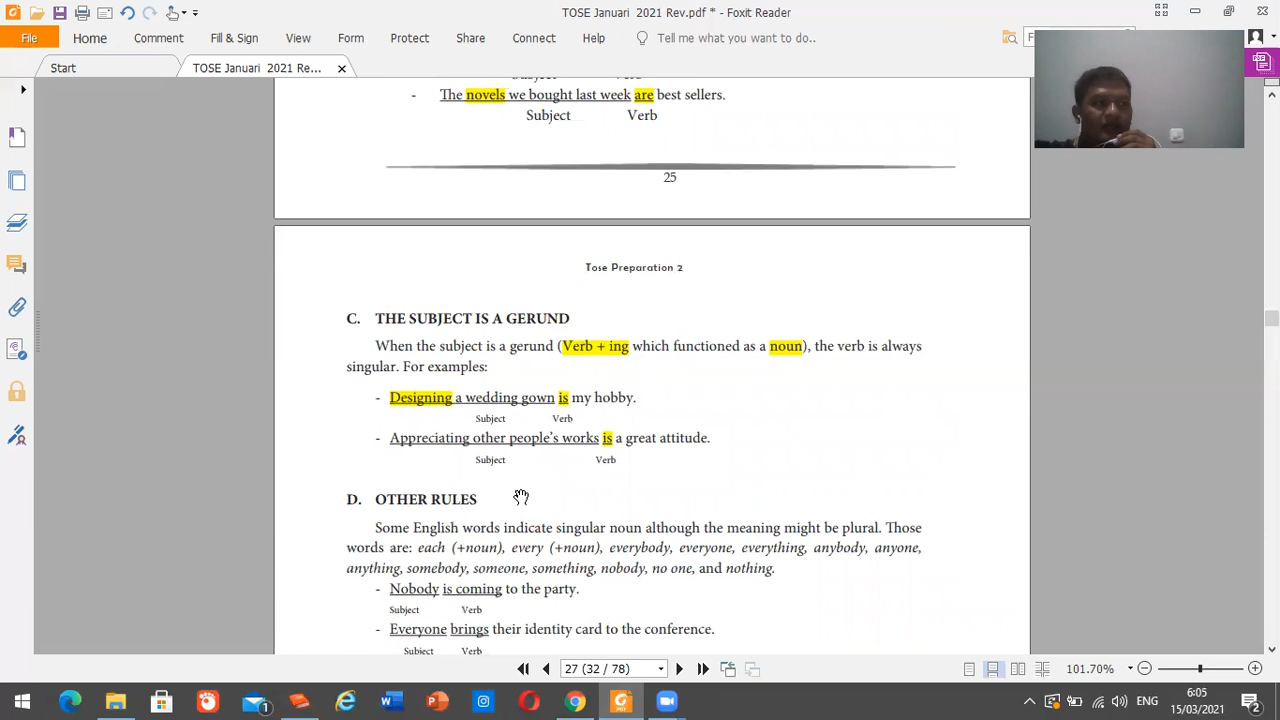 TOSE Januari 2021 Rev.pdf * - Foxit Reader
File Home Comment Fill & Sign View Form Protect Share Connect Help Tell me what you want to do..
Start TOSE Januari 2021 Re...
- The novels we bought last week are best sellers.
Subject Verb
25
Tose Preparation 2
C. THE SUBJECT IS A GERUND
When the subject is a gerund (Verb + ing which functioned as a noun), the verb is always
singular. For examples:
- Designing a wedding gown is my hobby.
Subject Verb
- Appreciating other people's works is a great attitude.
Subject Verb
D. OTHER RULES
Some English words indicate singular noun although the meaning might be plural. Those
words are: each (+noun), every (+noun), everybody, everyone, everything, anybody, anyone,
anything, somebody, someone, something, nobody, no one, and nothing.
- Nobody is coming to the party.
Subject Verb
- Everyone brings their identity card to the conference.
Subject Verb
27 (32 / 78) 101.70%
ENG 6:05
15/03/2021